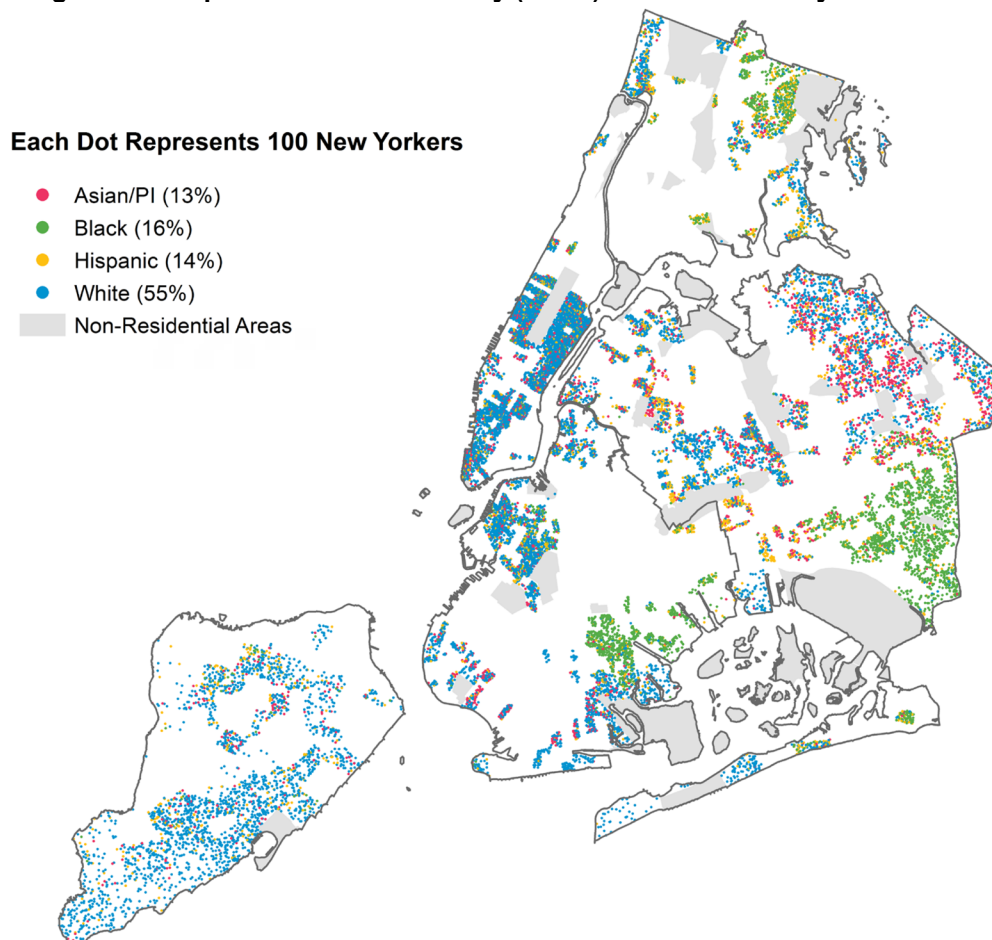 Each Dot Represents 100 New Yorkers
Asian/PI (13%)
Black (16%)
Hispanic (14%)
White (55%)
Non-Residential Areas